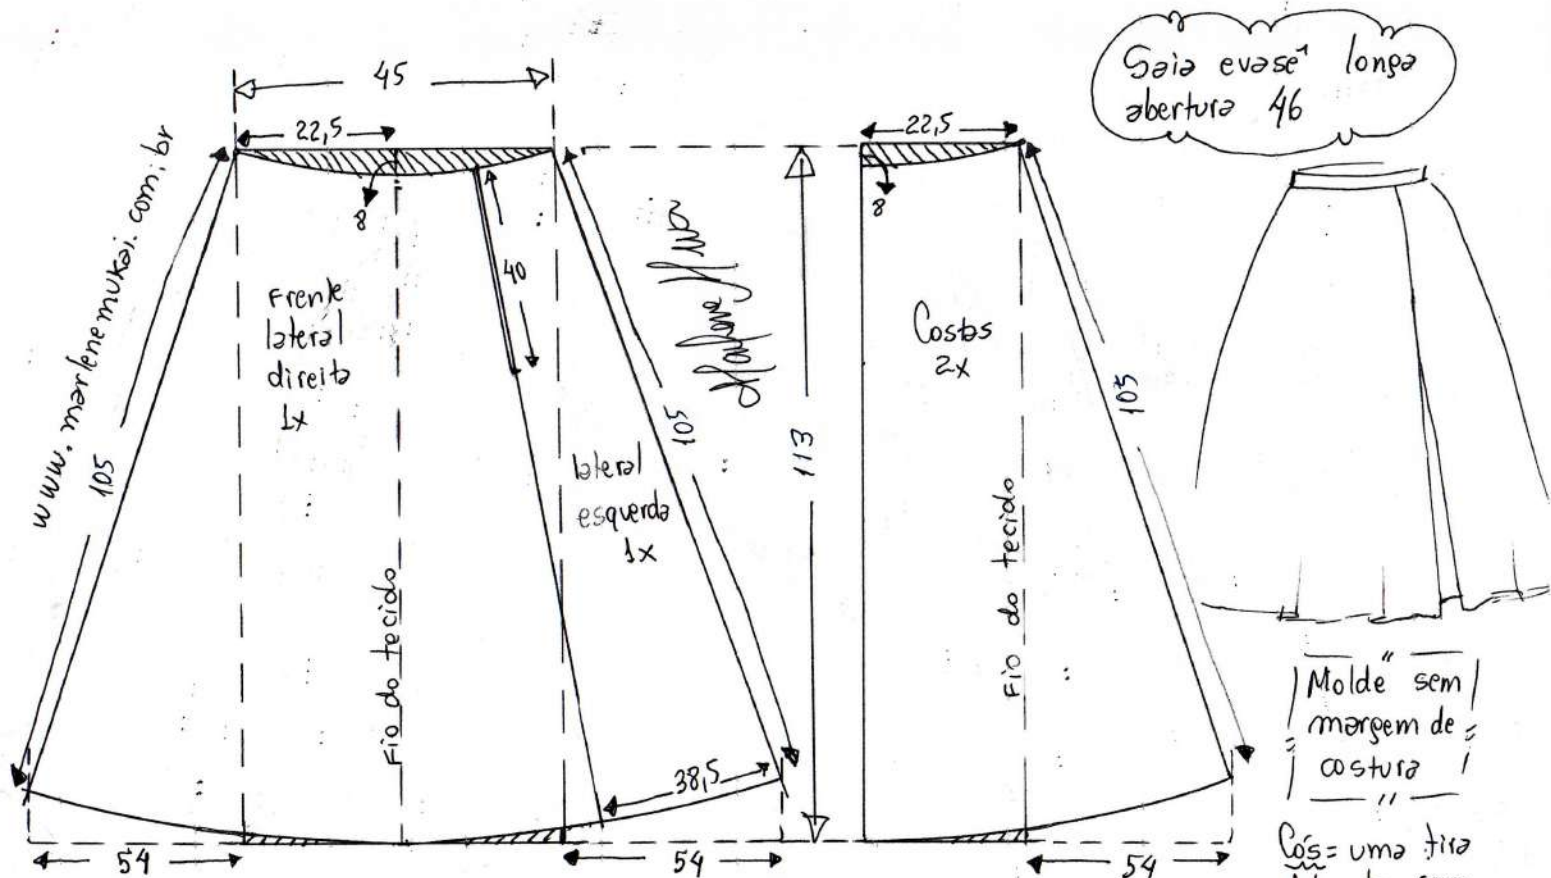 Saia evasê longa
abertura 46
45
22,5
8
40
Frente
lateral
direita
1x
www.marlenemukai.com.br
105
Fio do tecido
lateral
esquerda
1x
105
38,5
54
54
113
22,5
8
Costas
2x
105
Fio do tecido
54
Molde sem
margem de
costura
Cós= uma tira